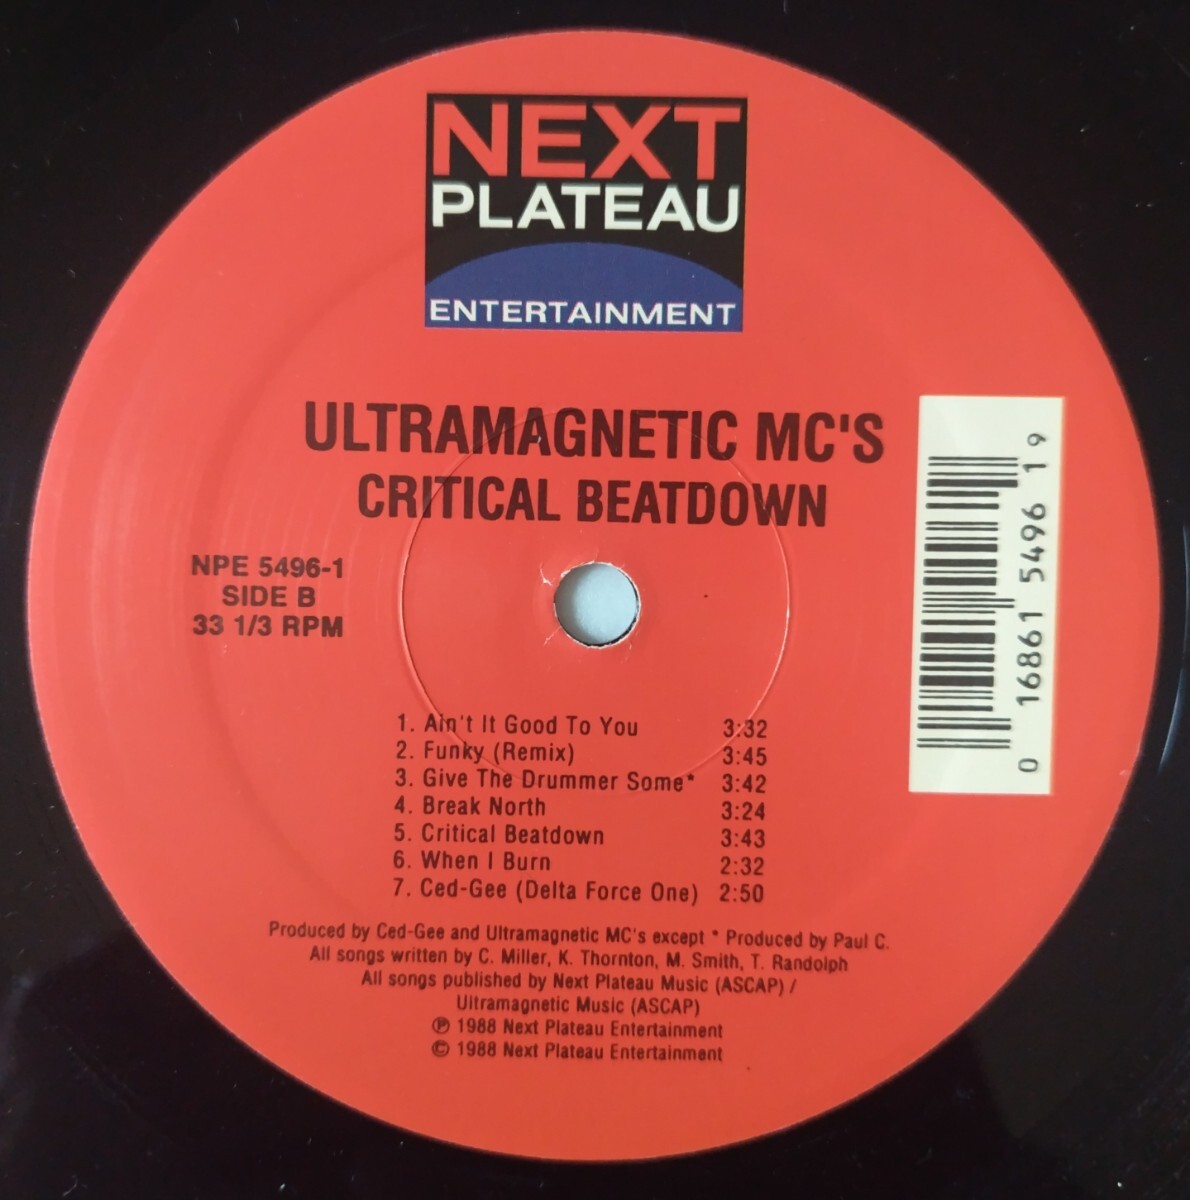 NEXT
PLATEAU
ENTERTAINMENT
ULTRAMAGNETIC MC'S
CRITICAL BEATDOWN
NPE 5496-1
SIDE B
33 1/3 RPM
0 16861 5496 1 9
1. Ain't It Good To You 3:32
2. Funky (Remix) 3:45
3. Give The Drummer Some* 3:42
4. Break North 3:24
5. Critical Beatdown 3:43
6. When I Burn 2:32
7. Ced-Gee (Delta Force One) 2:50
Produced by Ced-Gee and Ultramagnetic MC's except * Produced by Paul C.
All songs written by C. Miller, K. Thornton, M. Smith, T. Randolph
All songs published by Next Plateau Music (ASCAP) /
Ultramagnetic Music (ASCAP)
℗ 1988 Next Plateau Entertainment
© 1988 Next Plateau Entertainment